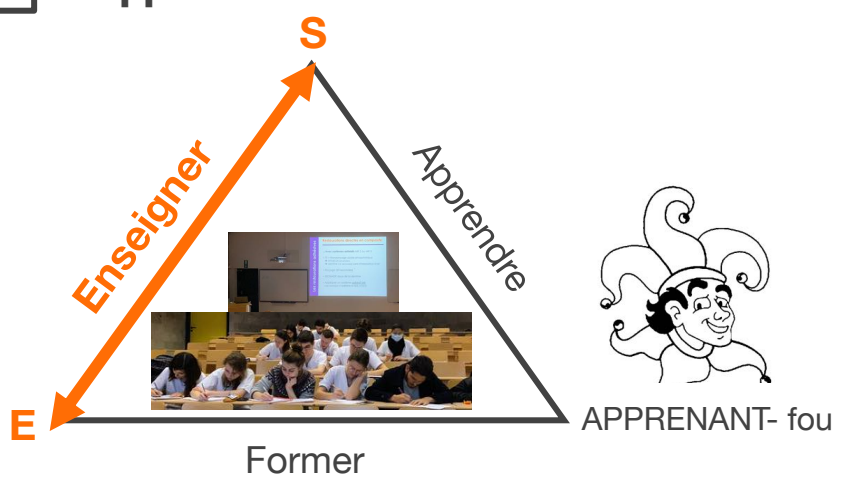 S
Enseigner
Apprendre
E
APPRENANT- fou
Former